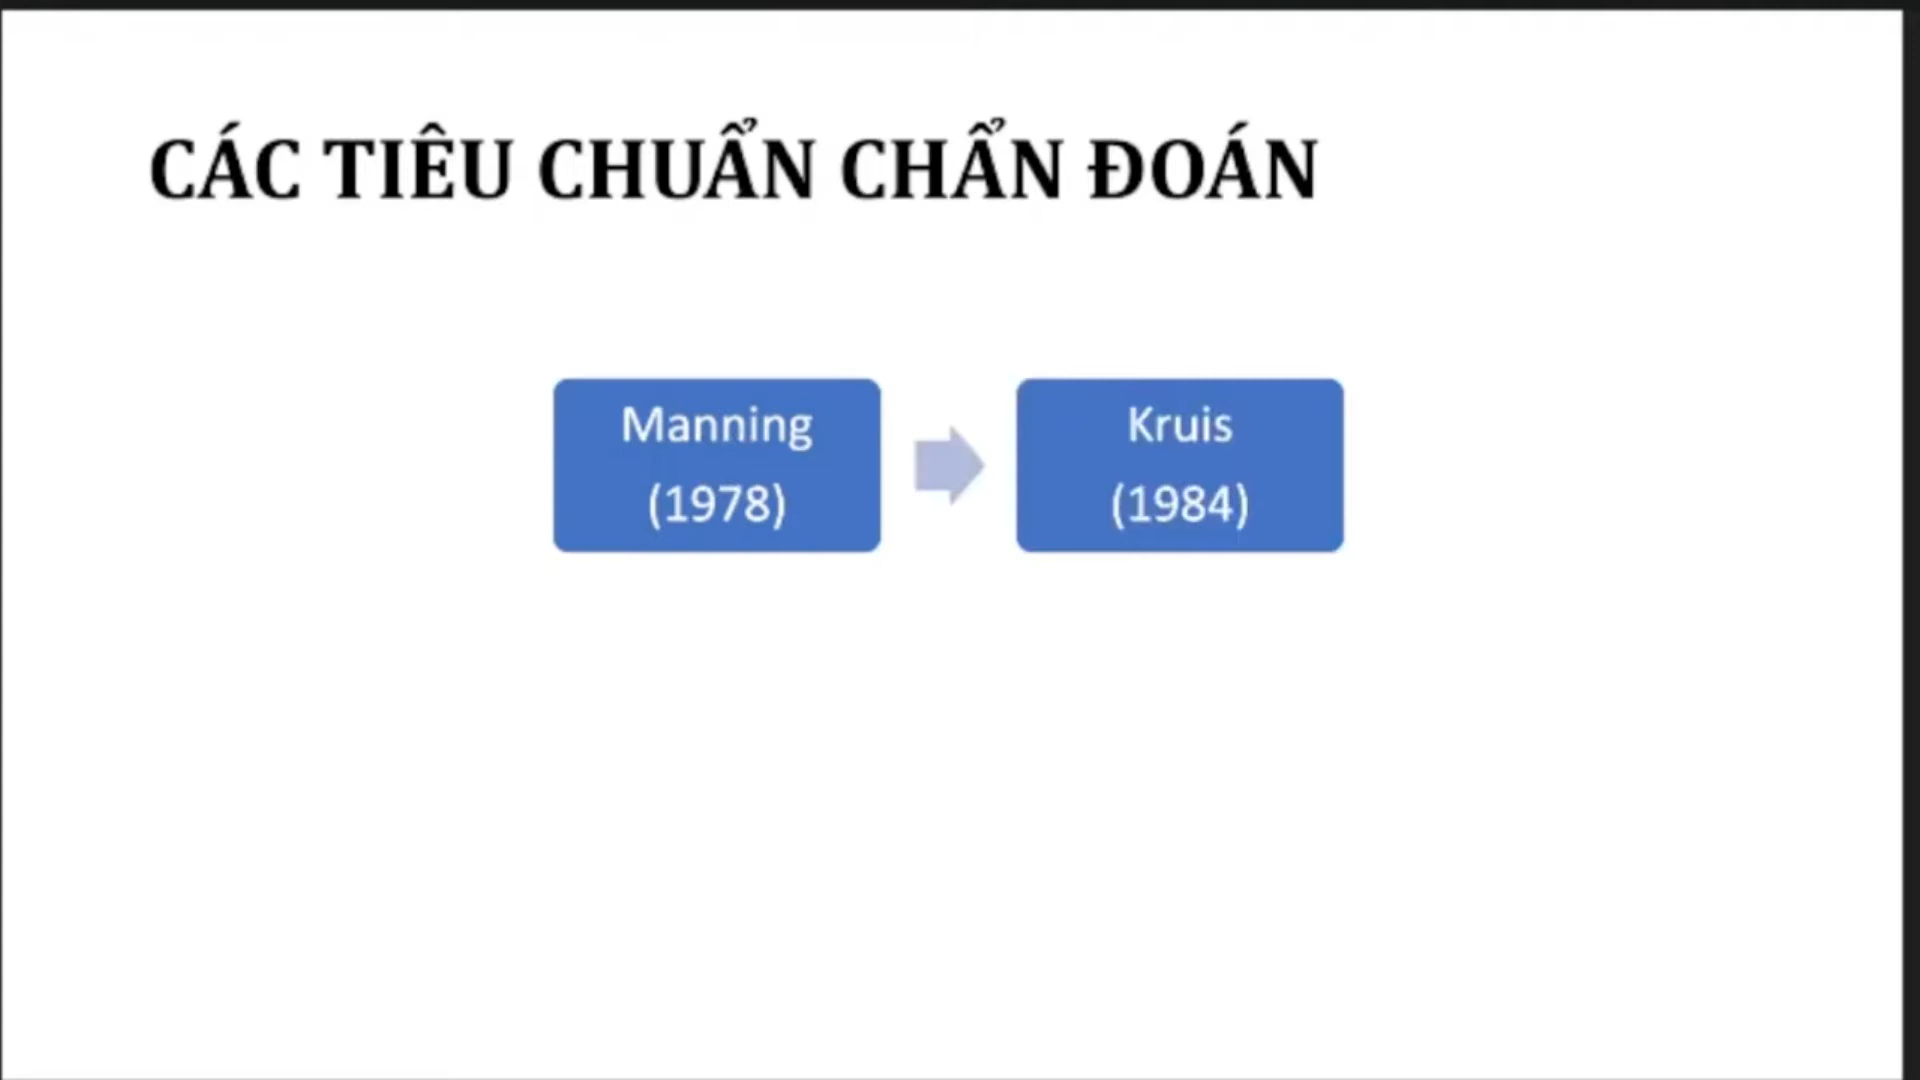 CÁC TIÊU CHUẨN CHẨN ĐOÁN
Manning
(1978)
Kruis
(1984)